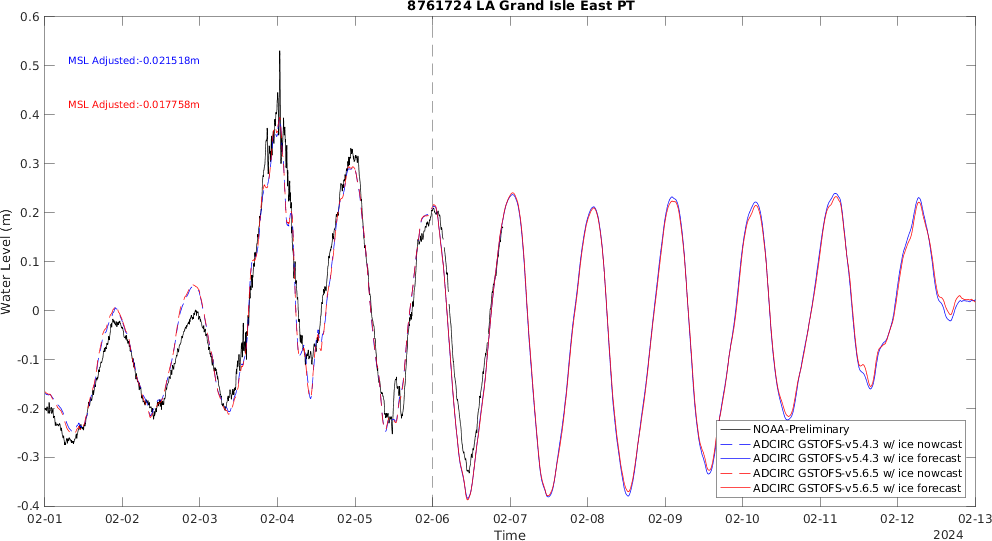 8761724 LA Grand Isle East PT
0.6
0.5
0.4
0.3
0.2
0.1
0
-0.1
-0.2
-0.3
-0.4
Water Level (m)
MSL Adjusted:-0.021518m
MSL Adjusted:-0.017758m
NOAA-Preliminary
ADCIRC GSTOFS-v5.4.3 w/ ice nowcast
ADCIRC GSTOFS-v5.4.3 w/ ice forecast
ADCIRC GSTOFS-v5.6.5 w/ ice nowcast
ADCIRC GSTOFS-v5.6.5 w/ ice forecast
02-01 02-02 02-03 02-04 02-05 02-06 02-07 02-08 02-09 02-10 02-11 02-12 02-13
Time
2024